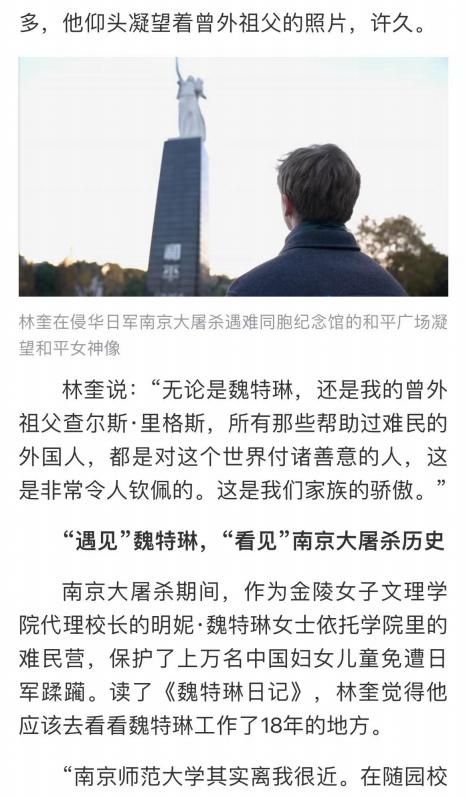 多，他仰头凝望着曾外祖父的照片，许久。
和平
林奎在侵华日军南京大屠杀遇难同胞纪念馆的和平广场凝
望和平女神像
林奎说：“无论是魏特琳，还是我的曾外
祖父查尔斯·里格斯，所有那些帮助过难民的
外国人，都是对这个世界付诸善意的人，这
是非常令人钦佩的。这是我们家族的骄傲。”
“遇见”魏特琳，“看见”南京大屠杀历史
南京大屠杀期间，作为金陵女子文理学
院代理校长的明妮·魏特琳女士依托学院里的
难民营，保护了上万名中国妇女儿童免遭日
军蹂躏。读了《魏特琳日记》，林奎觉得他
应该去看看魏特琳工作了18年的地方。
“南京师范大学其实离我很近。在随园校